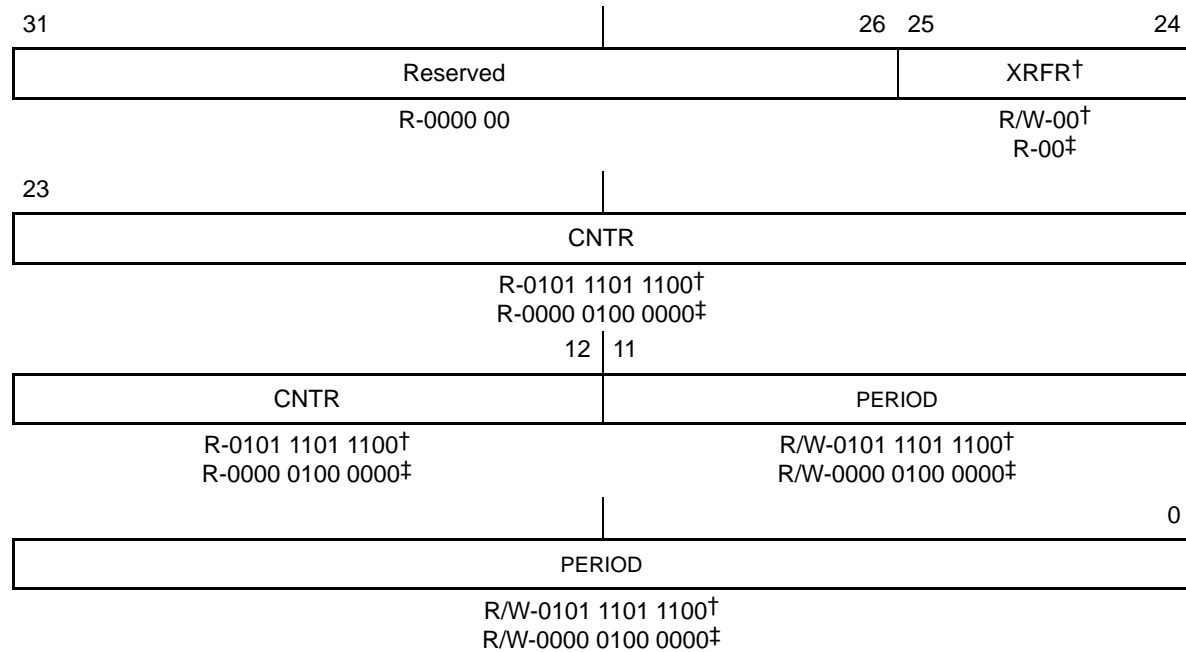 31 26 25 24
Reserved XRFR†
R-0000 00 R/W-00†
R-00‡
23
CNTR
R-0101 1101 1100†
R-0000 0100 0000‡
12 11
CNTR PERIOD
R-0101 1101 1100† R/W-0101 1101 1100†
R-0000 0100 0000‡ R/W-0000 0100 0000‡
0
PERIOD
R/W-0101 1101 1100†
R/W-0000 0100 0000‡